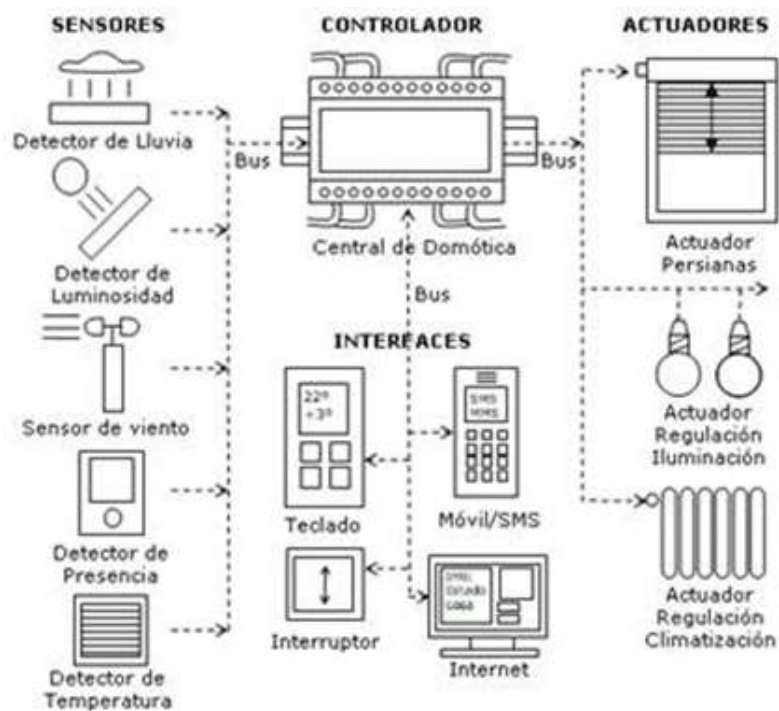 SENSORES
Detector de Lluvia
Detector de
Luminosidad
Sensor de viento
Detector de
Presencia
Detector de
Temperatura
CONTROLADOR
Bus
Bus
Central de Domótica
Bus
INTERFACES
22º
+3º
Teclado
SMS
MMS
Móvil/SMS
Interruptor
Estado
casa
Internet
ACTUADORES
Actuador
Persianas
Actuador
Regulación
Iluminación
Actuador
Regulación
Climatización